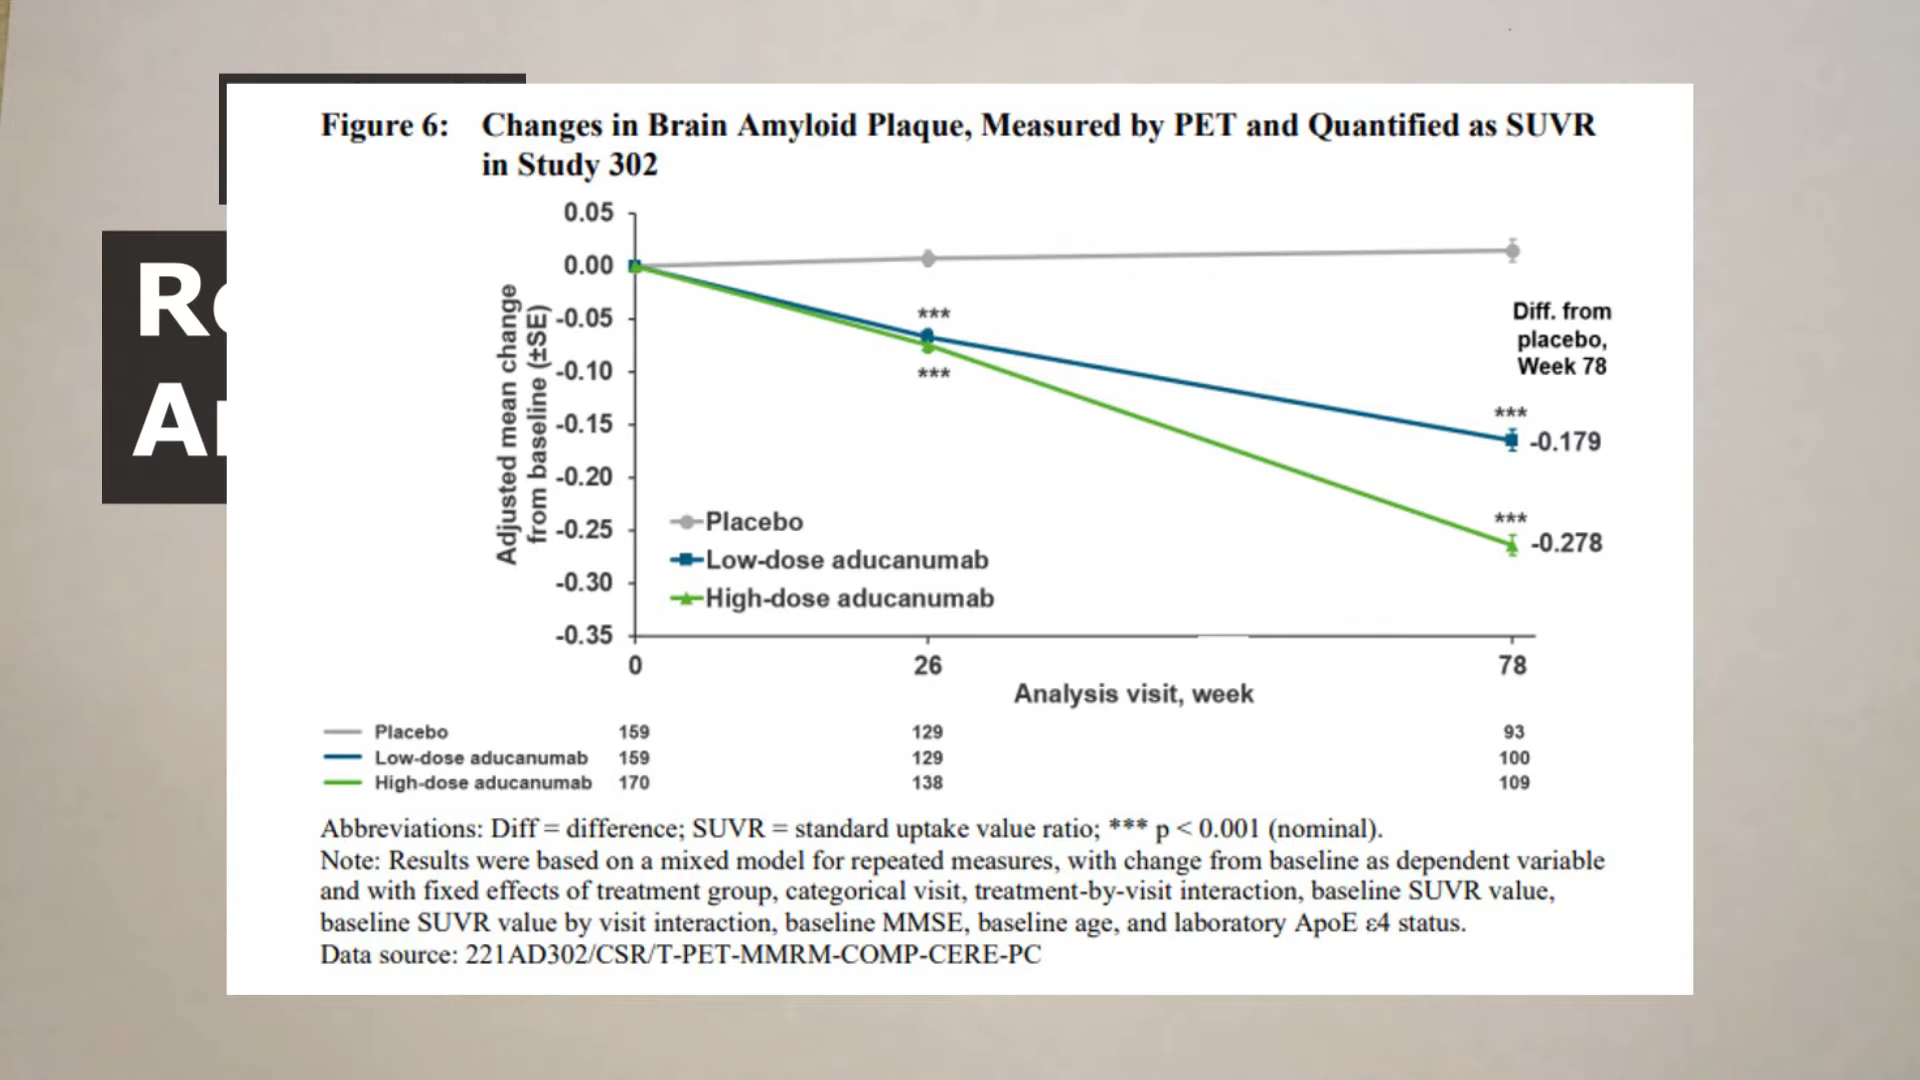 Figure 6: Changes in Brain Amyloid Plaque, Measured by PET and Quantified as SUVR
in Study 302
0.05
0.00
-0.05
-0.10
-0.15
-0.20
-0.25
-0.30
-0.35
Adjusted mean change
from baseline (±SE)
***
***
Diff. from
placebo,
Week 78
***
-0.179
***
-0.278
Placebo
Low-dose aducanumab
High-dose aducanumab
0 26 78
Analysis visit, week
Placebo 159 129 93
Low-dose aducanumab 159 129 100
High-dose aducanumab 170 138 109
Abbreviations: Diff = difference; SUVR = standard uptake value ratio; *** p < 0.001 (nominal).
Note: Results were based on a mixed model for repeated measures, with change from baseline as dependent variable
and with fixed effects of treatment group, categorical visit, treatment-by-visit interaction, baseline SUVR value,
baseline SUVR value by visit interaction, baseline MMSE, baseline age, and laboratory ApoE ε4 status.
Data source: 221AD302/CSR/T-PET-MMRM-COMP-CERE-PC